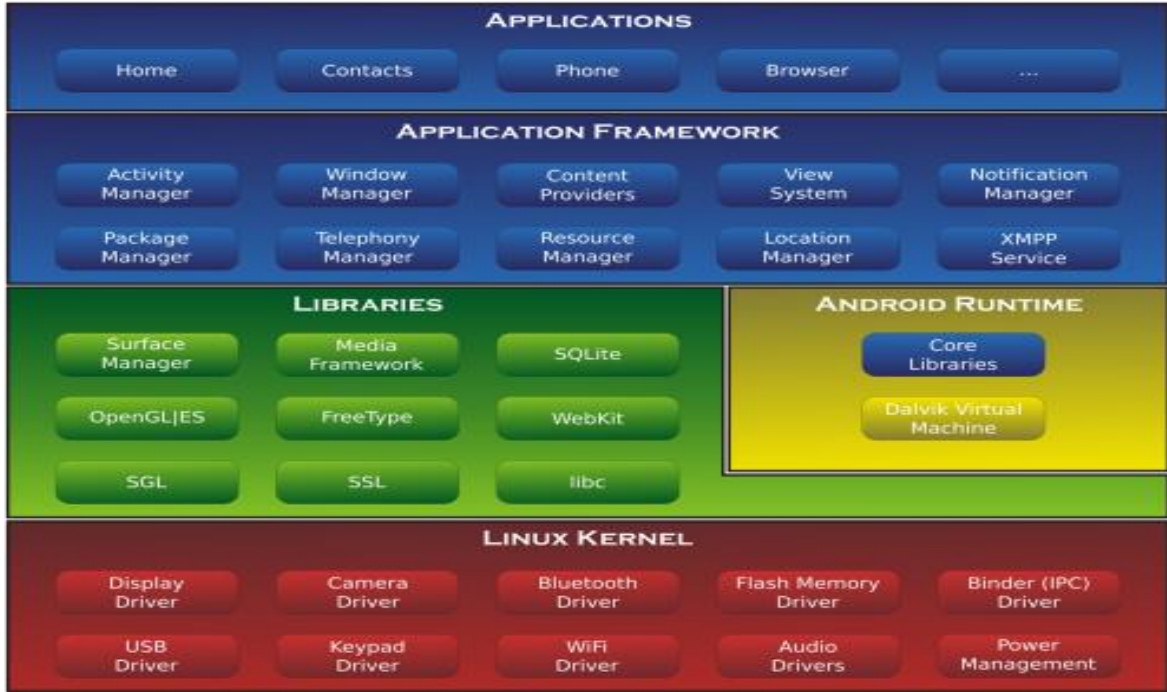 APPLICATIONS
Home
Contacts
Phone
Browser
...
APPLICATION FRAMEWORK
Activity
Manager
Window
Manager
Content
Providers
View
System
Notification
Manager
Package
Manager
Telephony
Manager
Resource
Manager
Location
Manager
XMPP
Service
LIBRARIES
Surface
Manager
Media
Framework
SQLite
OpenGL|ES
FreeType
WebKit
SGL
SSL
libc
ANDROID RUNTIME
Core
Libraries
Dalvik Virtual
Machine
LINUX KERNEL
Display
Driver
Camera
Driver
Bluetooth
Driver
Flash Memory
Driver
Binder (IPC)
Driver
USB
Driver
Keypad
Driver
WiFi
Driver
Audio
Drivers
Power
Management